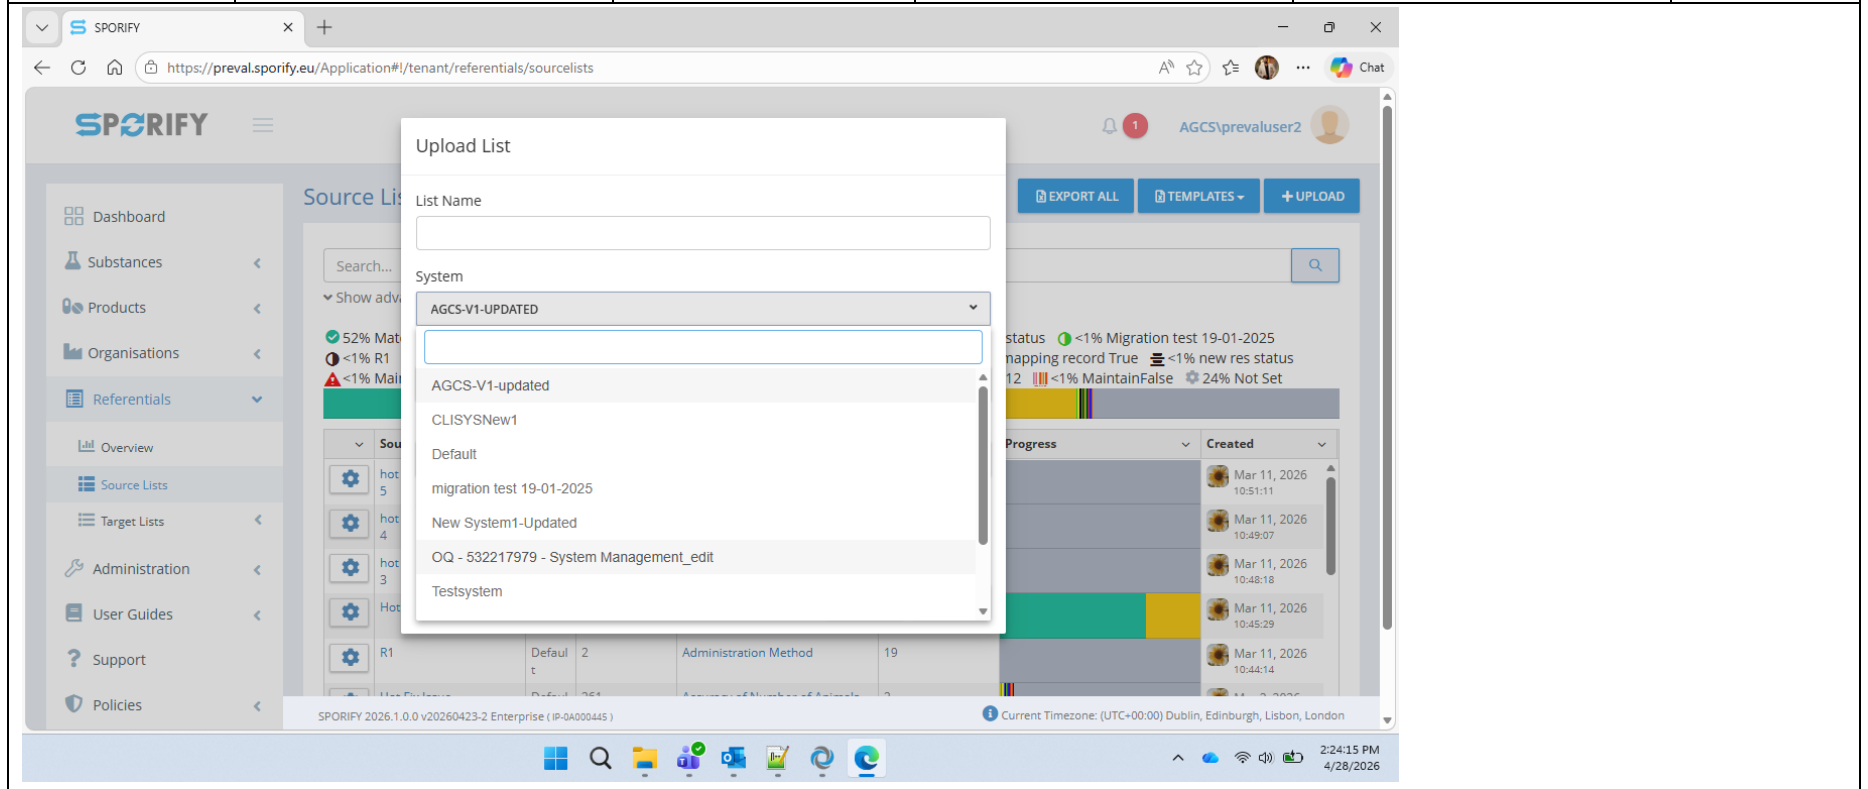 SPORIFY
https://preval.sporify.eu/Application#!/tenant/referentials/sourcelists
Chat
SPORIFY
1
AGCS\prevaluser2
Upload List
Dashboard
Substances
Products
Organisations
Referentials
Overview
Source Lists
Target Lists
Administration
User Guides
Support
Policies
Source Lis
EXPORT ALL
TEMPLATES
+ UPLOAD
List Name
Search...
System
Show adv
AGCS-V1-UPDATED
AGCS-V1-updated
CLISYSNew1
Default
migration test 19-01-2025
New System1-Updated
OQ - 532217979 - System Management_edit
Testsystem
52% Mat
status <1% Migration test 19-01-2025
<1% R1
mapping record True <1% new res status
<1% Mai
12 <1% MaintainFalse 24% Not Set
Sou
Progress
Created
hot
5
Mar 11, 2026
10:51:11
hot
4
Mar 11, 2026
10:49:07
hot
3
Mar 11, 2026
10:48:18
Hot
Mar 11, 2026
10:45:29
R1
Defaul
t
2
Administration Method
19
Mar 11, 2026
10:44:14
SPORIFY 2026.1.0.0 v20260423-2 Enterprise ( IP-0A000445 )
Current Timezone: (UTC+00:00) Dublin, Edinburgh, Lisbon, London
2:24:15 PM
4/28/2026